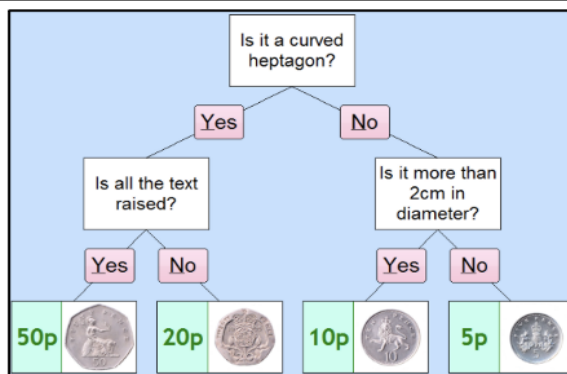 Is it a curved
heptagon?
Yes
No
Is all the text
raised?
Is it more than
2cm in
diameter?
Yes
No
Yes
No
50p
20p
10p
5p
10